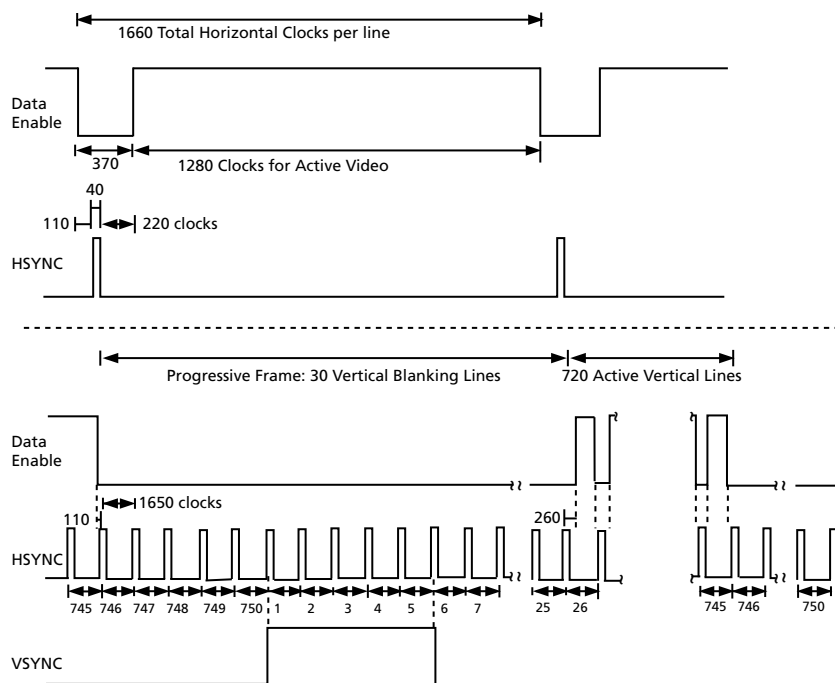 1660 Total Horizontal Clocks per line
Data
Enable
370
1280 Clocks for Active Video
40
110
220 clocks
HSYNC
Progressive Frame: 30 Vertical Blanking Lines
720 Active Vertical Lines
Data
Enable
1650 clocks
110
260
HSYNC
745 746 747 748 749 750 1 2 3 4 5 6 7 25 26 745 746 750
VSYNC